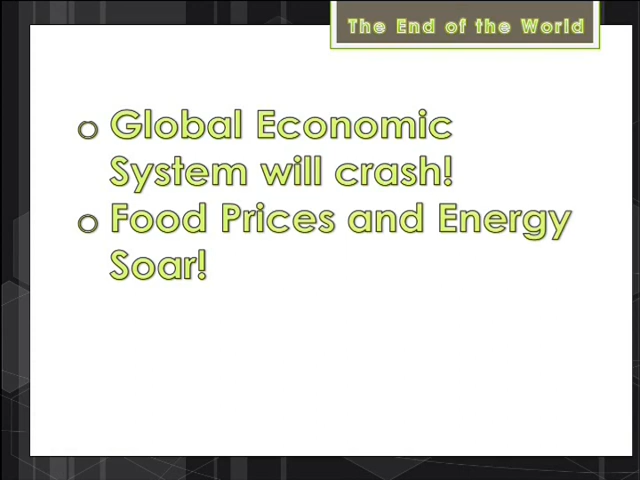 The End of the World
o Global Economic
System will crash!
o Food Prices and Energy
Soar!